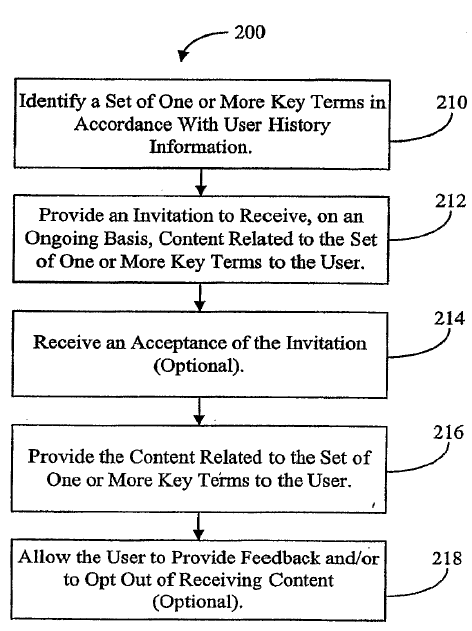 200
Identify a Set of One or More Key Terms in
Accordance With User History
Information.
210
Provide an Invitation to Receive, on an
Ongoing Basis, Content Related to the Set
of One or More Key Terms to the User.
212
Receive an Acceptance of the Invitation
(Optional).
214
Provide the Content Related to the Set of
One or More Key Terms to the User.
216
Allow the User to Provide Feedback and/or
to Opt Out of Receiving Content
(Optional).
218